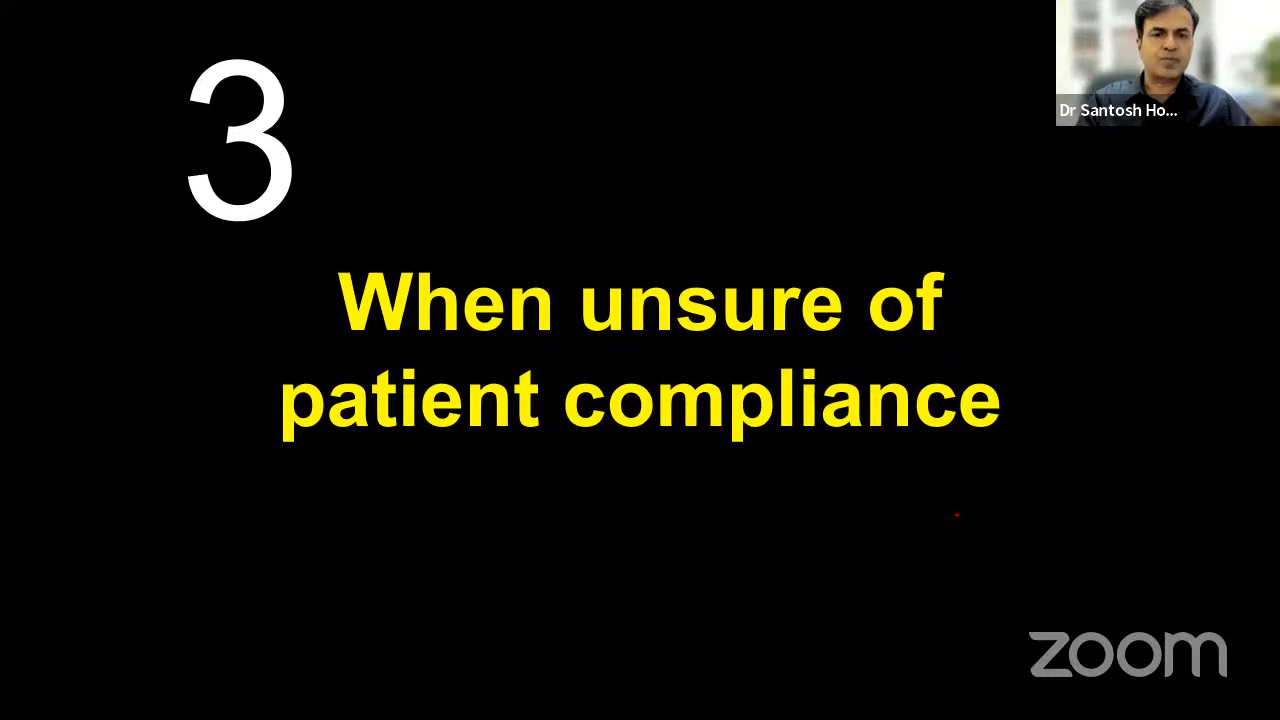 3
Dr Santosh Ho...
When unsure of
patient compliance
zoom